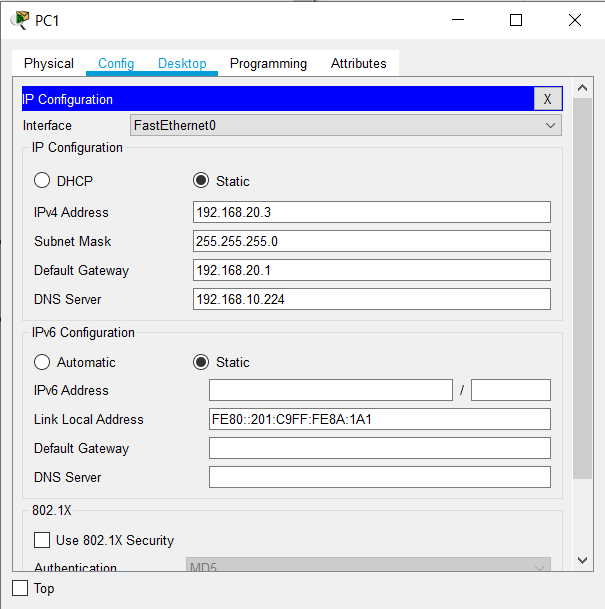 PC1
Physical Config Desktop Programming Attributes
IP Configuration X
Interface FastEthernet0
IP Configuration
DHCP Static
IPv4 Address 192.168.20.3
Subnet Mask 255.255.255.0
Default Gateway 192.168.20.1
DNS Server 192.168.10.224
IPv6 Configuration
Automatic Static
IPv6 Address /
Link Local Address FE80::201:C9FF:FE8A:1A1
Default Gateway
DNS Server
802.1X
Use 802.1X Security
Authentication MD5
Top